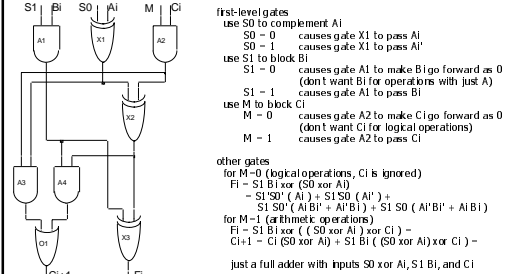 S1 Bi S0 Ai M Ci
A1 X1 A2
X2
A3 A4
O1 X3
Ci+1 Fi
first-level gates
use S0 to complement Ai
S0 = 0 causes gate X1 to pass Ai
S0 = 1 causes gate X1 to pass Ai'
use S1 to block Bi
S1 = 0 causes gate A1 to make Bi go forward as 0
(don't want Bi for operations with just A)
S1 = 1 causes gate A1 to pass Bi
use M to block Ci
M = 0 causes gate A2 to make Ci go forward as 0
(don't want Ci for logical operations)
M = 1 causes gate A2 to pass Ci
other gates
for M=0 (logical operations, Ci is ignored)
Fi = S1 Bi xor (S0 xor Ai)
= S1'S0' ( Ai ) + S1'S0 ( Ai' ) +
S1 S0' ( AiBi' + Ai'Bi ) + S1 S0 ( Ai'Bi' + AiBi )
for M=1 (arithmetic operations)
Fi = S1 Bi xor ( ( S0 xor Ai ) xor Ci ) =
Ci+1 = Ci (S0 xor Ai) + S1 Bi ( (S0 xor Ai) xor Ci ) =
just a full adder with inputs S0 xor Ai, S1 Bi, and Ci